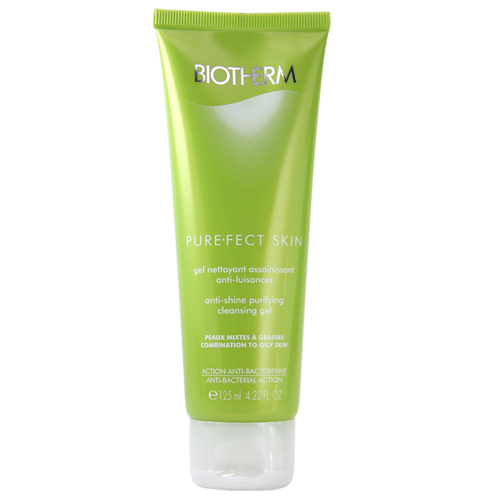 BIOTHERM
PURE·FECT SKIN
gel nettoyant assainissant
anti-luisances
anti-shine purifying
cleansing gel
PEAUX MIXTES À GRASSES
COMBINATION TO OILY SKIN
ACTION ANTI-BACTÉRIENNE
ANTI-BACTERIAL ACTION
℮ 125 ml 4.22 FL. OZ.